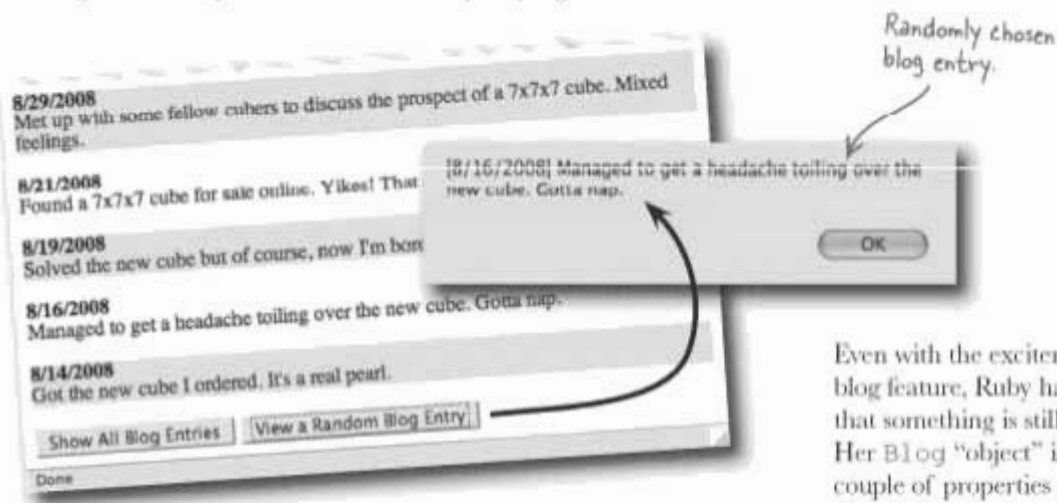 Randomly chosen
blog entry.
8/29/2008
Met up with some fellow cubers to discuss the prospect of a 7x7x7 cube. Mixed
feelings.
8/21/2008
Found a 7x7x7 cube for sale online. Yikes! That
8/19/2008
Solved the new cube but of course, now I'm
8/16/2008
Managed to get a headache toiling over the new cube. Gotta nap.
8/14/2008
Got the new cube I ordered. It's a real pearl.
Show All Blog Entries View a Random Blog Entry
Done
[8/16/2008] Managed to get a headache toiling over the
new cube. Gotta nap.
OK
Even with the
blog feature, Ruby
that something is
Her Blog "object"
couple of properties